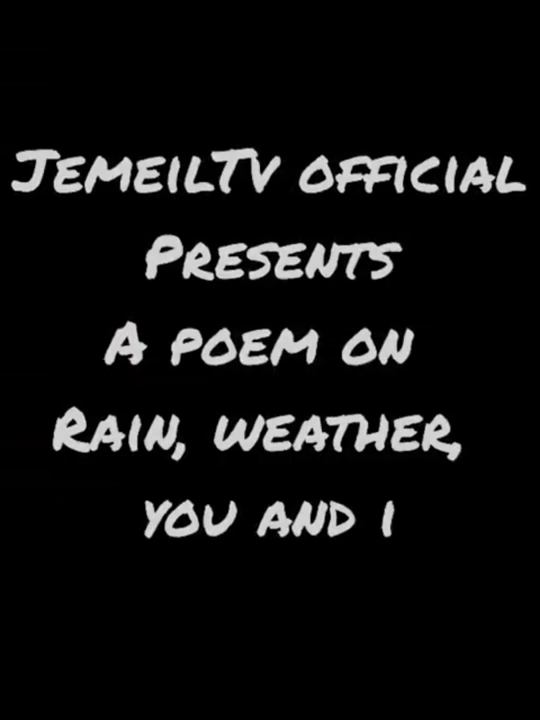 JemeilTV official
Presents
A poem on
Rain, weather,
you and i